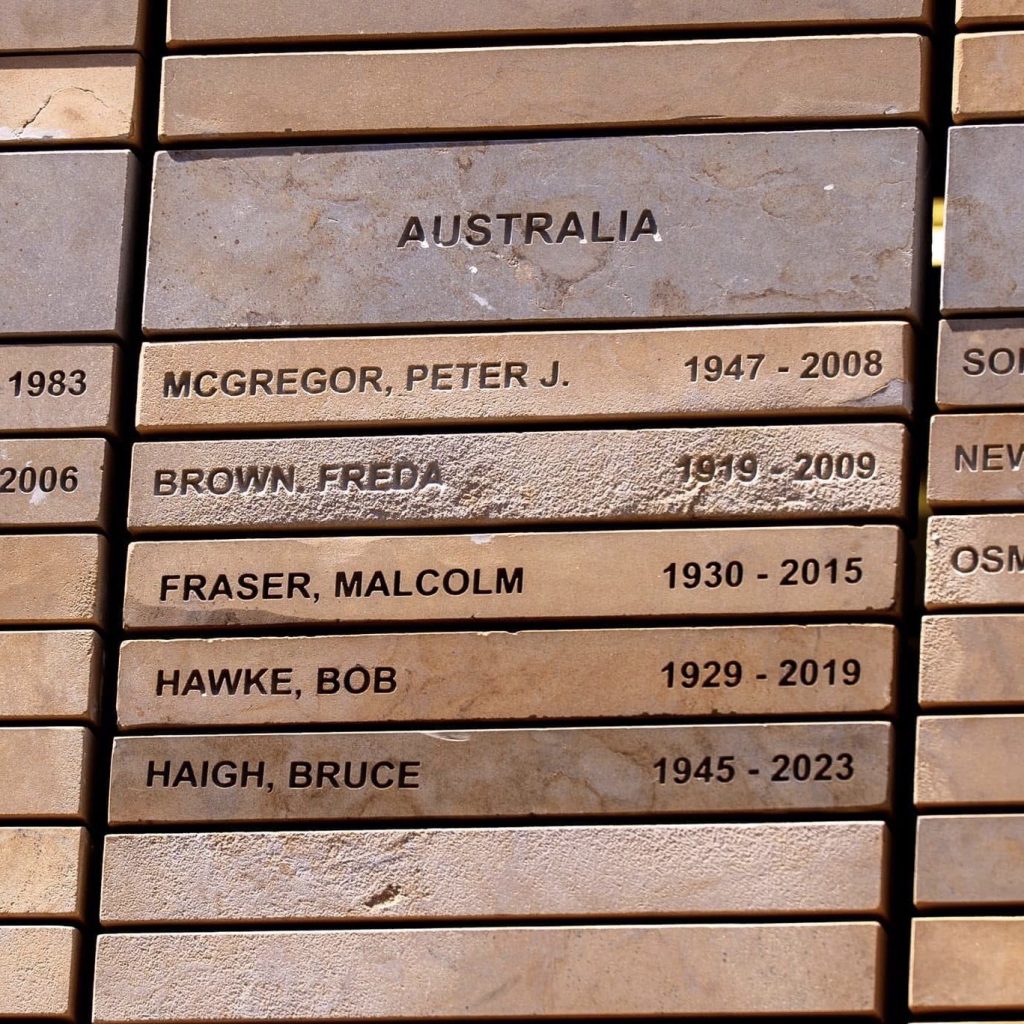 AUSTRALIA
- 1983
MCGREGOR, PETER J. 1947 - 2008
2006
BROWN. FREDA 1919 - 2009
FRASER, MALCOLM 1930 - 2015
HAWKE, BOB 1929 - 2019
HAIGH, BRUCE 1945 - 2023